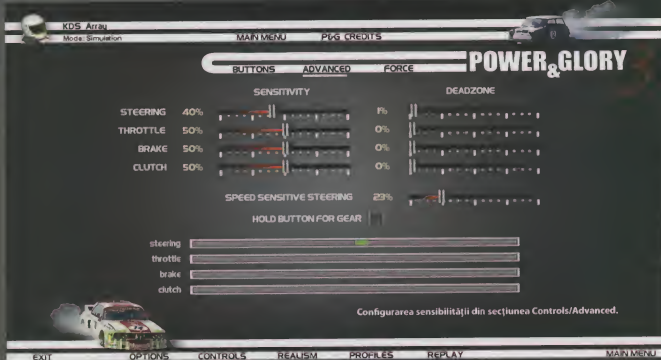 KDS Array
Mode: Simulation
MAIN MENU P&G CREDITS
POWER&GLORY 3
BUTTONS ADVANCED FORCE
SENSITIVITY DEADZONE
STEERING 40% 1%
THROTTLE 50% 0%
BRAKE 50% 0%
CLUTCH 50% 0%
SPEED SENSITIVE STEERING 23%
HOLD BUTTON FOR GEAR
steering
throttle
brake
clutch
Configurarea sensibilității din secțiunea Controls/Advanced.
EXIT OPTIONS CONTROLS REALISM PROFILES REPLAY MAIN MENU